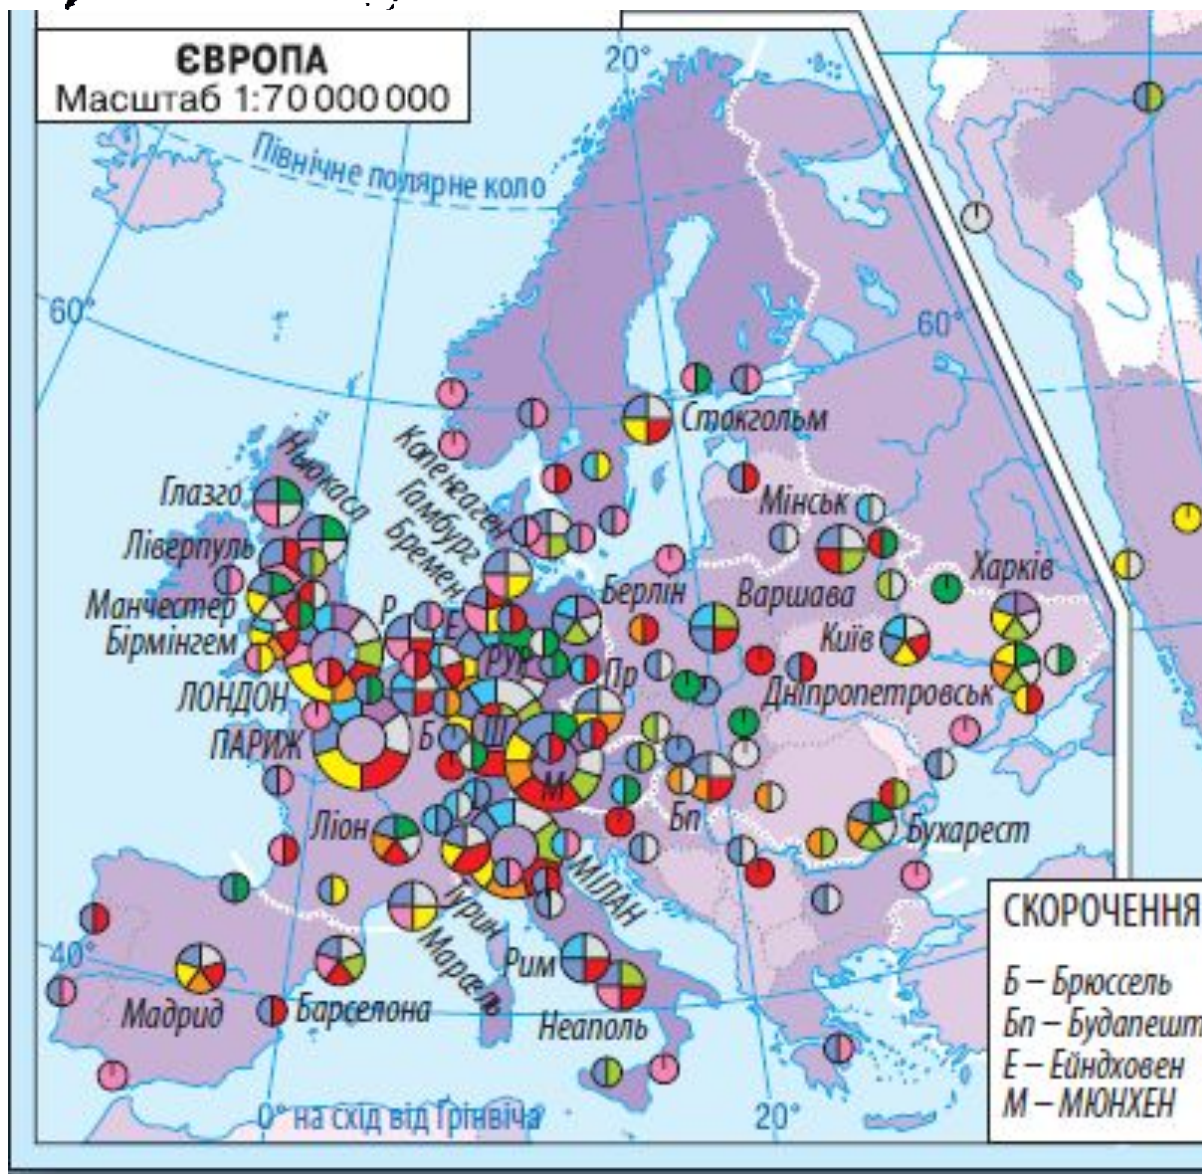 ЄВРОПА
Масштаб 1:70 000 000
20°
Північне полярне коло
60°
60°
Стокгольм
Копенгаген
Гамбург
Бремен
Ньюкасл
Глазго
Ліверпуль
Манчестер
Бірмінгем
ЛОНДОН
ПАРИЖ
Мінськ
Харків
Берлін
Варшава
Київ
Р
Е
РУР
Пр
Дніпропетровськ
Б
Ш
М
Бп
Ліон
Бухарест
МІЛАН
Турин
Марсель
40°
Мадрид
Барселона
Рим
Неаполь
40°
0° на схід від Грінвіча
20°
СКОРОЧЕННЯ
Б – Брюссель
Бп – Будапешт
Е – Ейндховен
М – МЮНХЕН